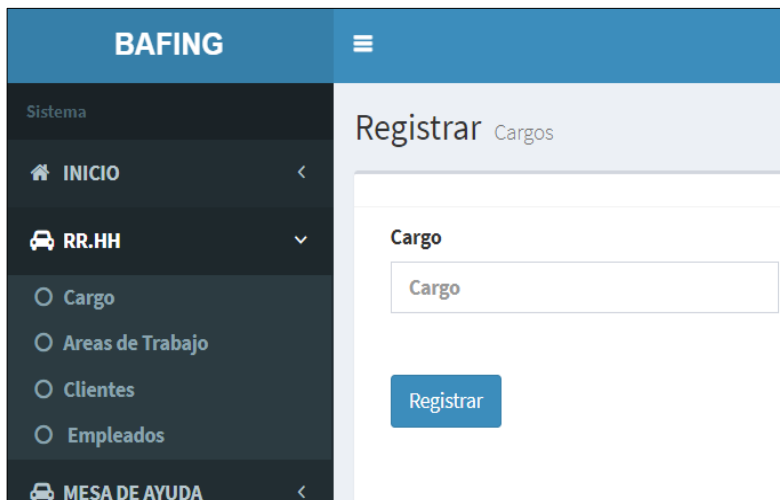 BAFING
Sistema
INICIO
RR.HH
Cargo
Areas de Trabajo
Clientes
Empleados
MESA DE AYUDA
Registrar Cargos
Cargo
Cargo
Registrar